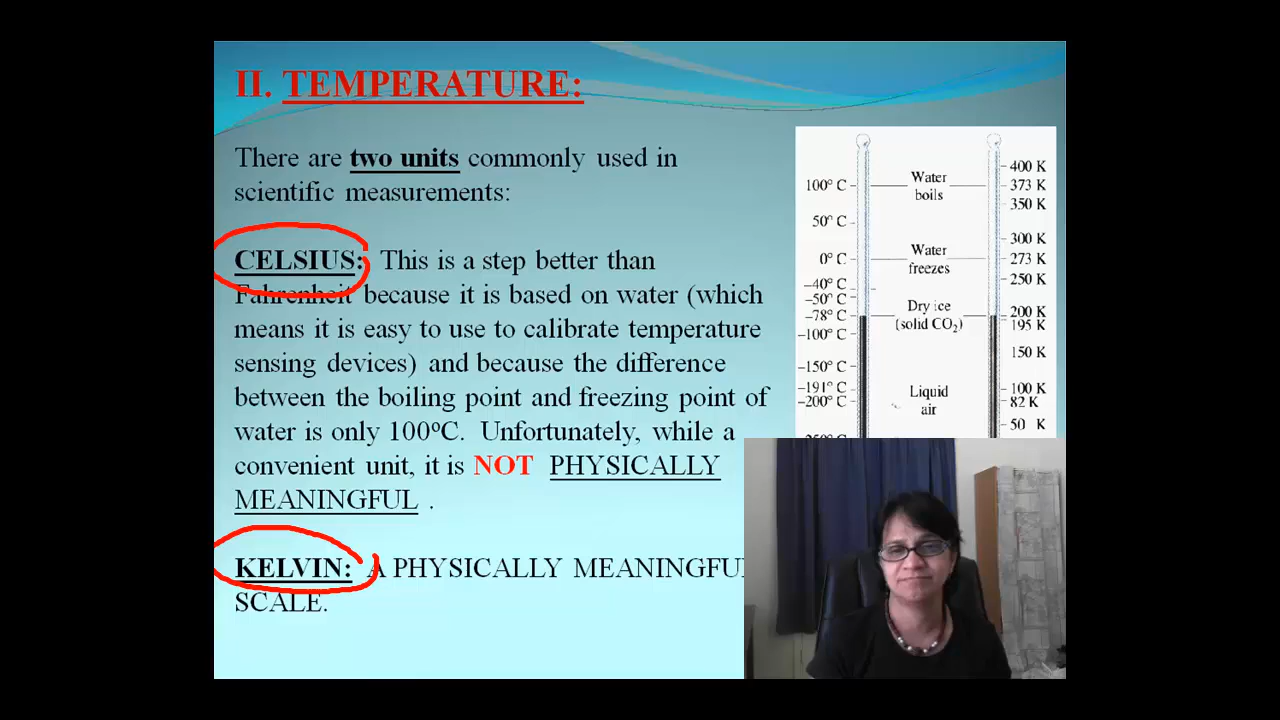 II. TEMPERATURE:
There are two units commonly used in
scientific measurements:
CELSIUS: This is a step better than
Fahrenheit because it is based on water (which
means it is easy to use to calibrate temperature
sensing devices) and because the difference
between the boiling point and freezing point of
water is only 100ºC. Unfortunately, while a
convenient unit, it is NOT PHYSICALLY
MEANINGFUL .
KELVIN: A PHYSICALLY MEANINGFUL
SCALE.
400 K
100° C Water boils 373 K
350 K
50° C
300 K
0° C Water freezes 273 K
250 K
–40° C
–50° C
Dry ice 200 K
–78° C (solid CO₂) 195 K
–100° C
150 K
–150° C
–191° C Liquid 100 K
–200° C air 82 K
50 K